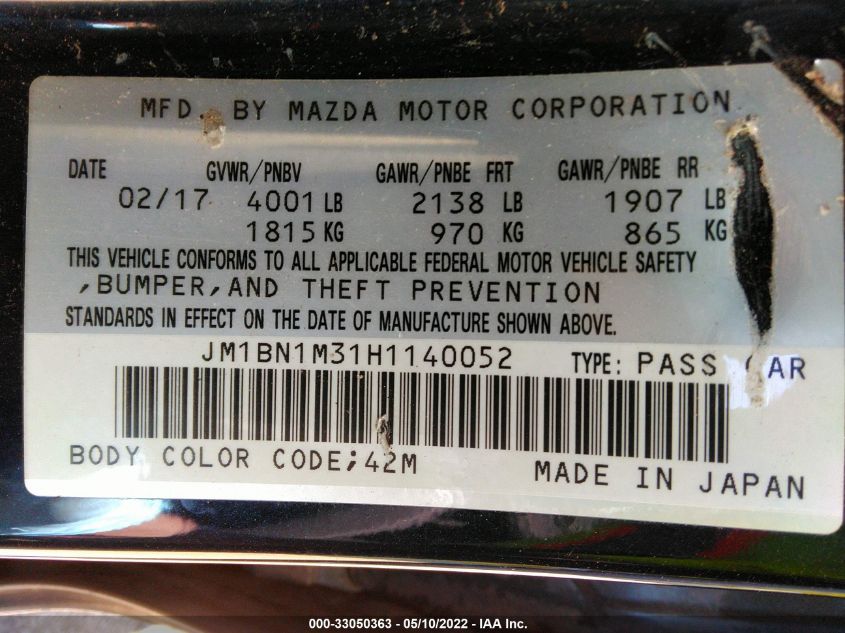 MFD. BY MAZDA MOTOR CORPORATION
DATE GVWR/PNBV GAWR/PNBE FRT GAWR/PNBE RR
02/17 4001 LB 2138 LB 1907 LB
1815 KG 970 KG 865 KG
THIS VEHICLE CONFORMS TO ALL APPLICABLE FEDERAL MOTOR VEHICLE SAFETY
,BUMPER,AND THEFT PREVENTION
STANDARDS IN EFFECT ON THE DATE OF MANUFACTURE SHOWN ABOVE.
JM1BN1M31H1140052 TYPE: PASS CAR
BODY COLOR CODE;42M MADE IN JAPAN
000-33050363 - 05/10/2022 - IAA Inc.